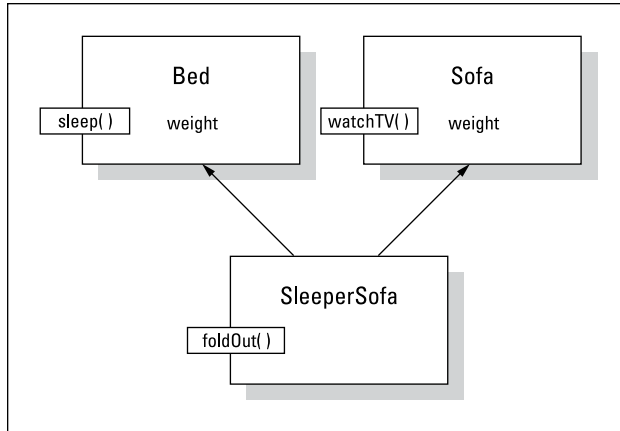 Bed
sleep( )
weight
Sofa
watchTV( )
weight
SleeperSofa
foldOut( )